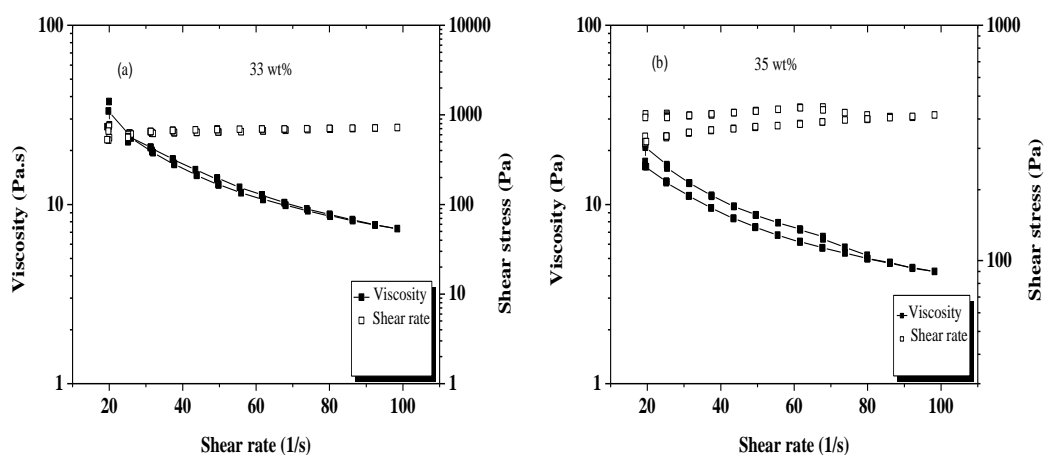 100
10
1
Viscosity (Pa.s)
(a)
33 wt%
10000
1000
100
10
1
Shear stress (Pa)
Viscosity
Shear rate
20 40 60 80 100
Shear rate (1/s)
100
10
1
Viscosity (Pa)
(b)
35 wt%
1000
100
Shear stress (Pa)
Viscosity
Shear rate
20 40 60 80 100
Shear rate (1/s)